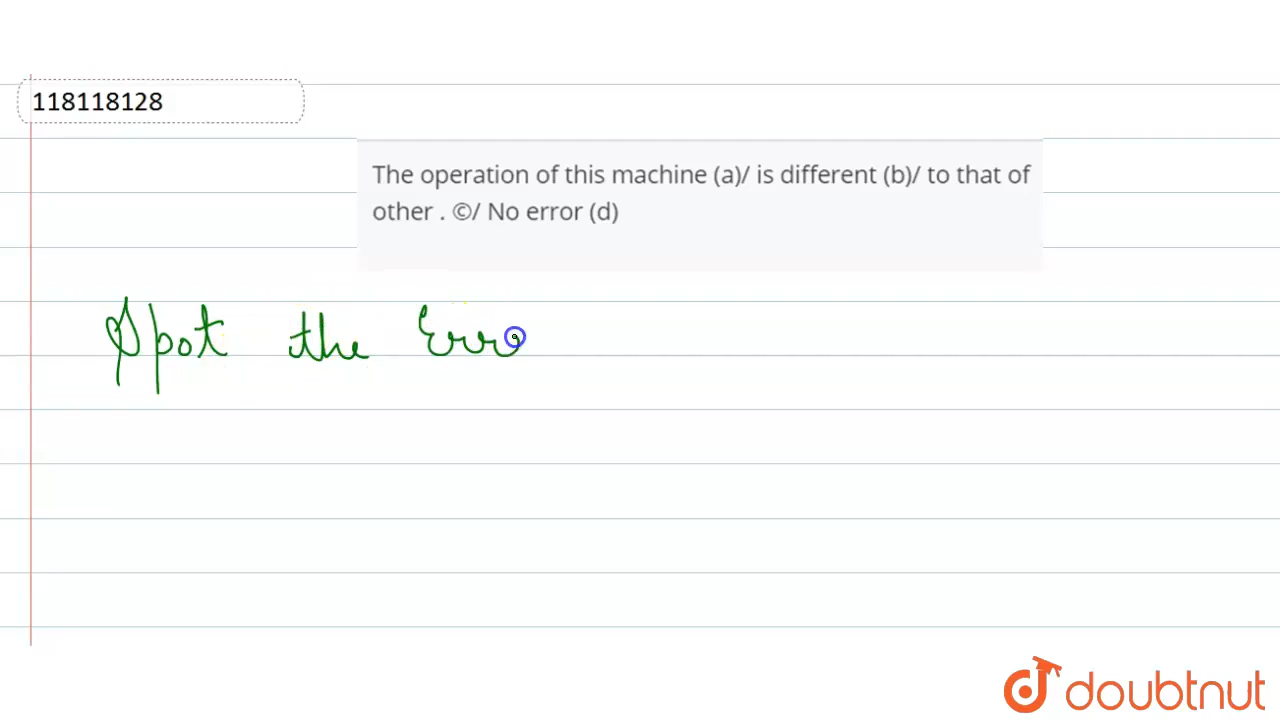 118118128
The operation of this machine (a)/ is different (b)/ to that of
other . ©/ No error (d)
Spot the Erro
doubtnut